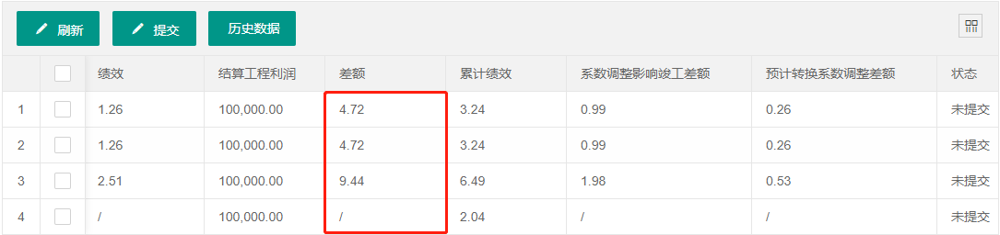 刷新 提交 历史数据
绩效 结算工程利润 差额 累计绩效 系数调整影响竣工差额 预计转换系数调整差额 状态
1 1.26 100,000.00 4.72 3.24 0.99 0.26 未提交
2 1.26 100,000.00 4.72 3.24 0.99 0.26 未提交
3 2.51 100,000.00 9.44 6.49 1.98 0.53 未提交
4 / 100,000.00 / 2.04 / / 未提交